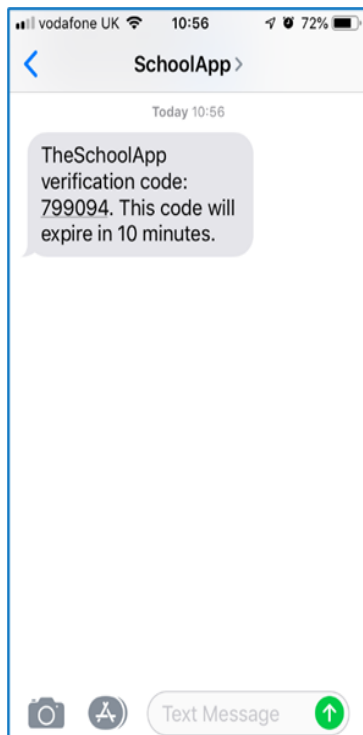 vodafone UK 10:56 72%
SchoolApp
Today 10:56
TheSchoolApp
verification code:
799094. This code will
expire in 10 minutes.
Text Message